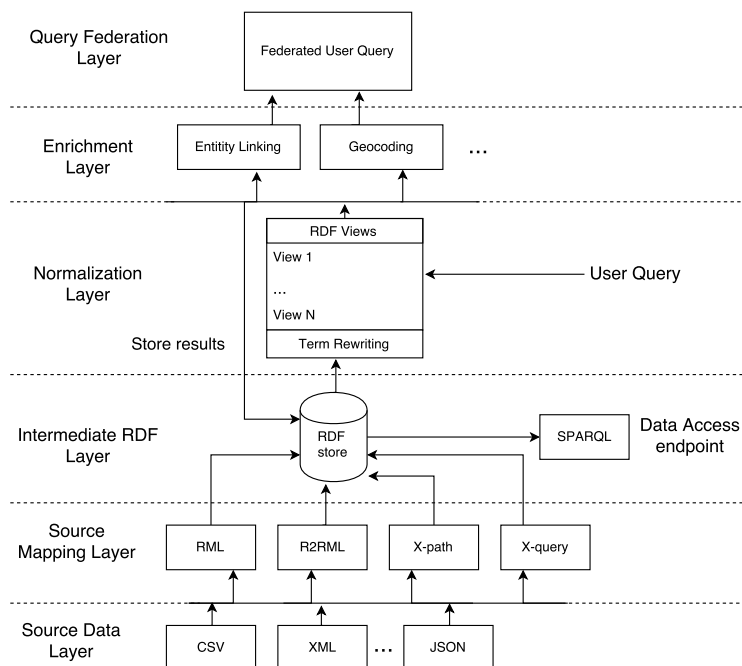 Query Federation
Layer
Federated User Query
Enrichment
Layer
Entitity Linking
Geocoding
...
RDF Views
View 1
...
View N
Term Rewriting
Normalization
Layer
User Query
Store results
Intermediate RDF
Layer
RDF
store
SPARQL
Data Access
endpoint
Source
Mapping Layer
RML
R2RML
X-path
X-query
Source Data
Layer
CSV
XML
...
JSON